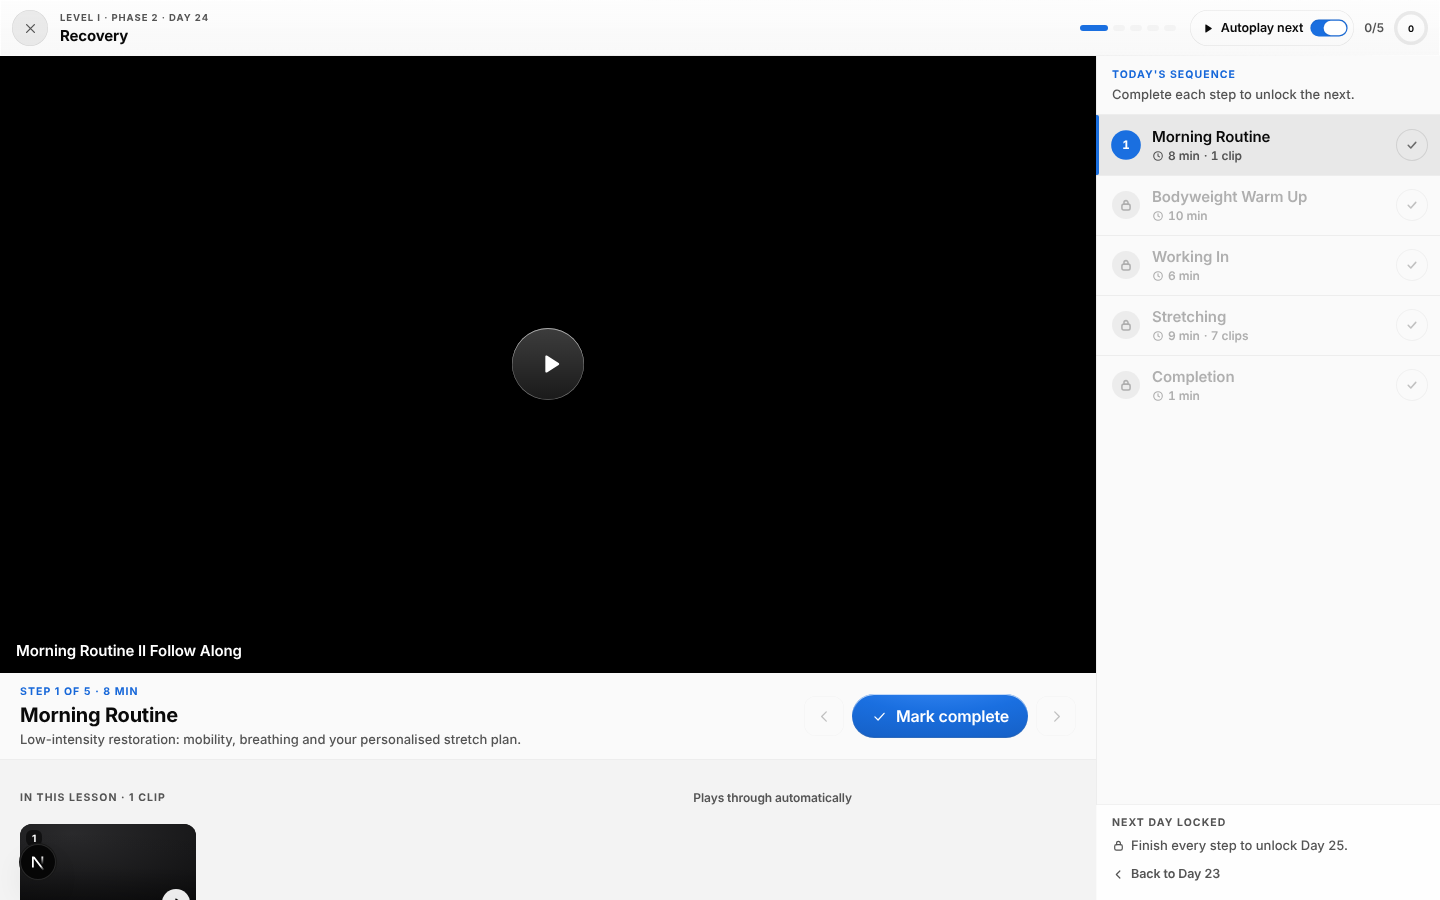 LEVEL I · PHASE 2 · DAY 24
Recovery
Autoplay next
0/5
0
TODAY'S SEQUENCE
Complete each step to unlock the next.
1
Morning Routine
8 min · 1 clip
Bodyweight Warm Up
10 min
Working In
6 min
Stretching
9 min · 7 clips
Completion
1 min
Morning Routine II Follow Along
STEP 1 OF 5 · 8 MIN
Morning Routine
Low-intensity restoration: mobility, breathing and your personalised stretch plan.
Mark complete
IN THIS LESSON · 1 CLIP
Plays through automatically
1
N
NEXT DAY LOCKED
Finish every step to unlock Day 25.
Back to Day 23